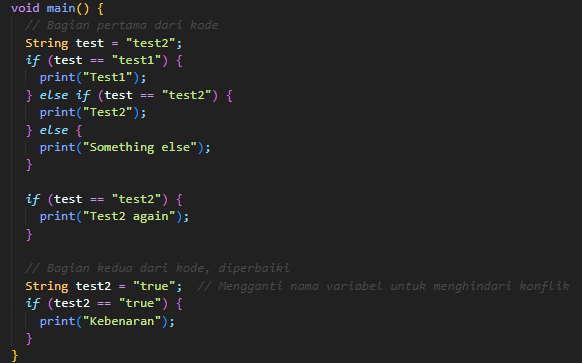 void main() {
  // Bagian pertama dari kode
  String test = "test2";
  if (test == "test1") {
    print("Test1");
  } else if (test == "test2") {
    print("Test2");
  } else {
    print("Something else");
  }

  if (test == "test2") {
    print("Test2 again");
  }

  // Bagian kedua dari kode, diperbaiki
  String test2 = "true";  // Mengganti nama variabel untuk menghindari konflik
  if (test2 == "true") {
    print("Kebenaran");
  }
}